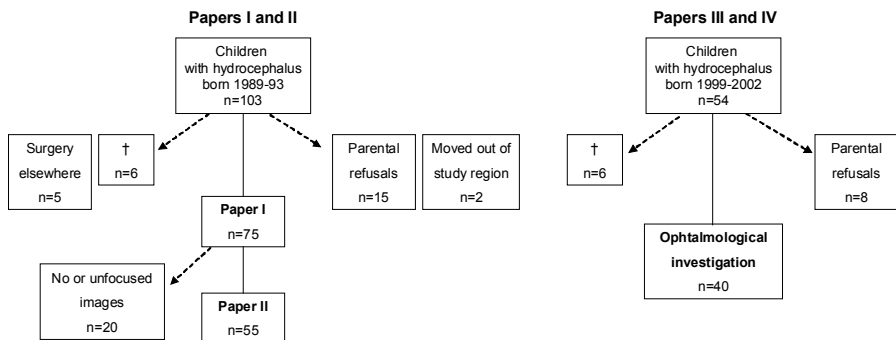 Papers I and II
Children
with hydrocephalus
born 1989-93
n=103
Surgery
elsewhere
n=5
†
n=6
Parental
refusals
n=15
Moved out of
study region
n=2
Paper I
n=75
No or unfocused
images
n=20
Paper II
n=55
Papers III and IV
Children
with hydrocephalus
born 1999-2002
n=54
†
n=6
Parental
refusals
n=8
Ophtalmological
investigation
n=40